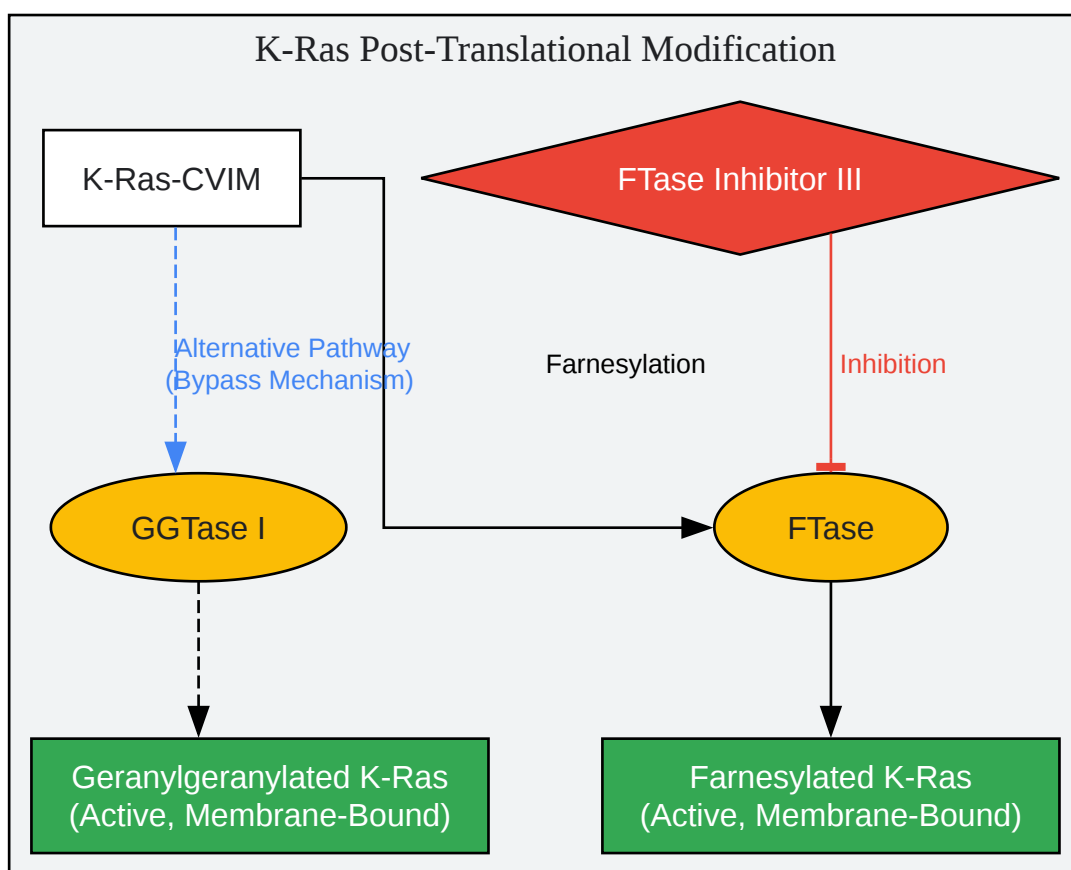 K-Ras Post-Translational Modification
K-Ras-CVIM
FTase Inhibitor III
Alternative Pathway
(Bypass Mechanism)
Farnesylation
Inhibition
GGTase I
FTase
Geranylgeranylated K-Ras
(Active, Membrane-Bound)
Farnesylated K-Ras
(Active, Membrane-Bound)